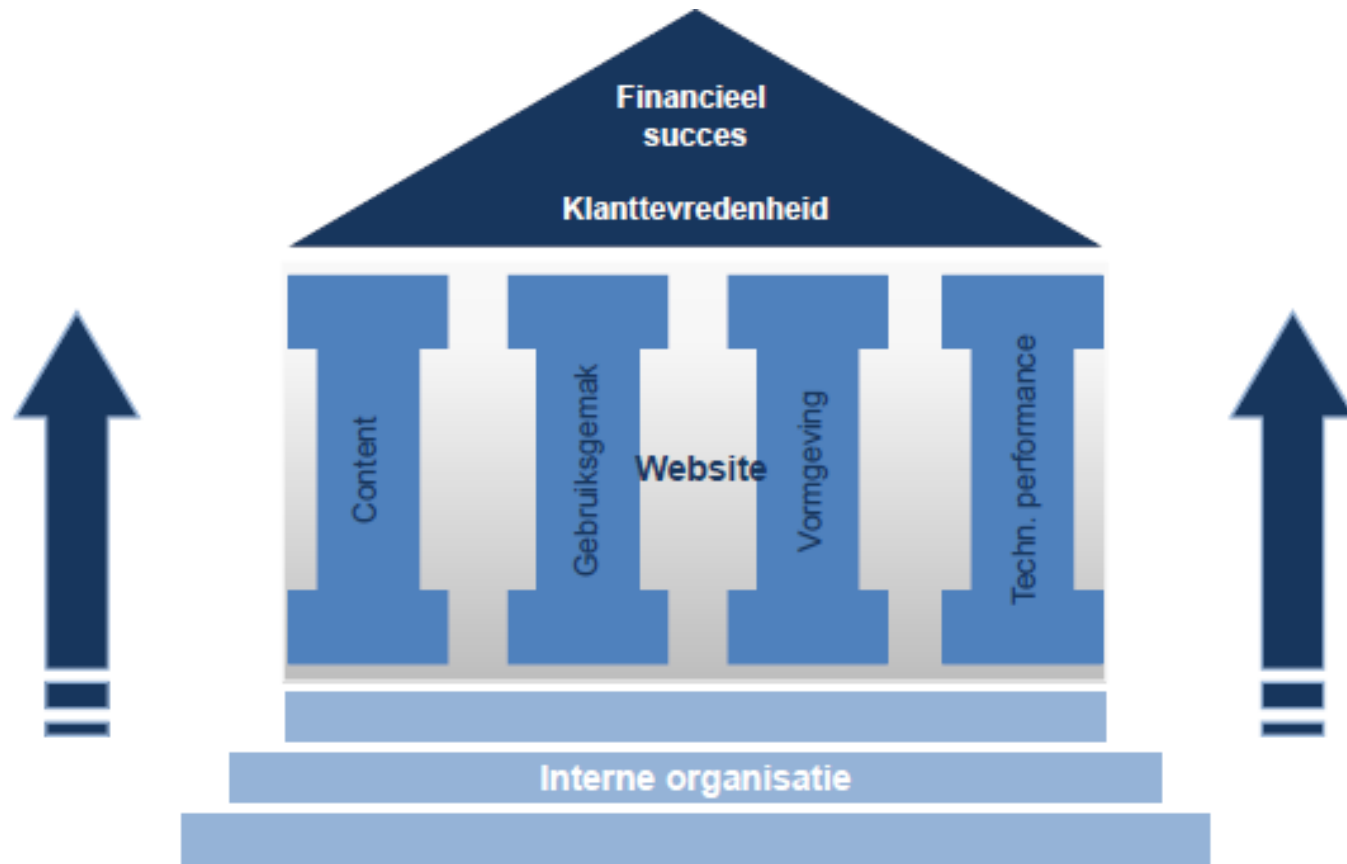 Financieel
succes
Klanttevredenheid
Content
Gebruiksgemak
Website
Vormgeving
Techn. performance
Interne organisatie